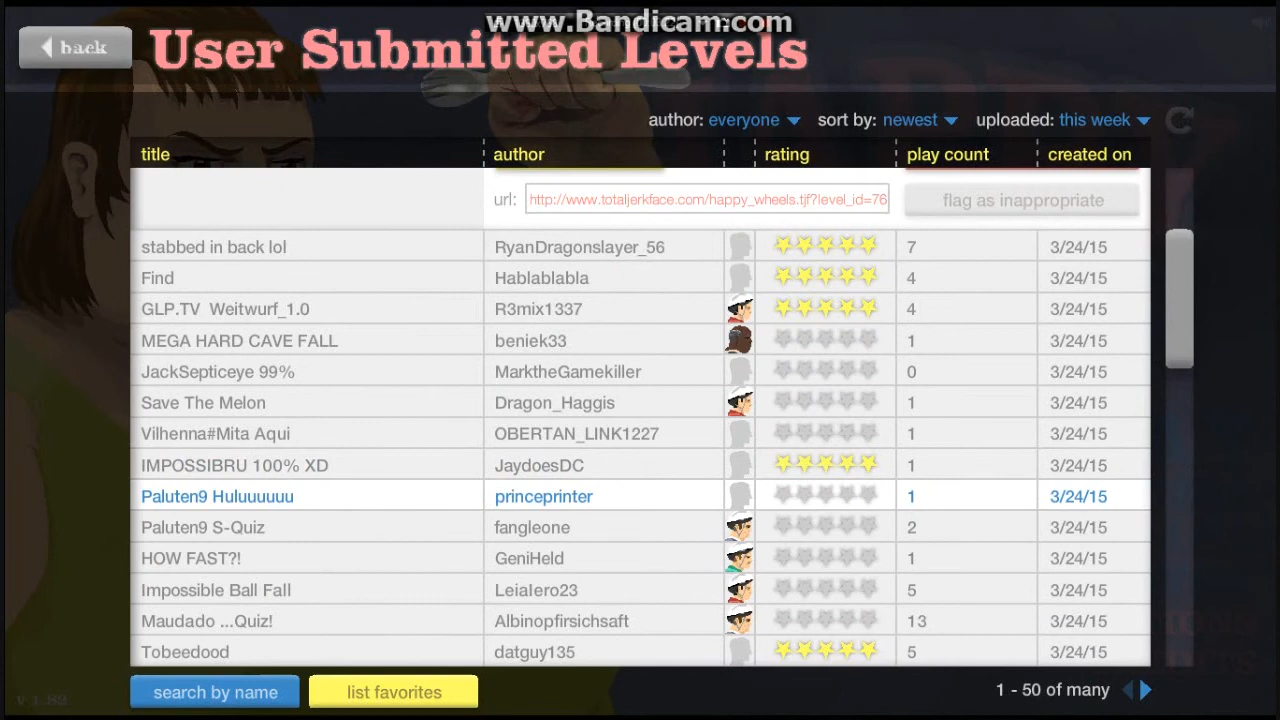 www.Bandicam.com
back
User Submitted Levels
author: everyone sort by: newest uploaded: this week
title author rating play count created on
url: http://www.totaljerkface.com/happy_wheels.tjf?level_id=76 flag as inappropriate
stabbed in back lol RyanDragonslayer_56 7 3/24/15
Find Hablablabla 4 3/24/15
GLP.TV Weitwurf_1.0 R3mix1337 4 3/24/15
MEGA HARD CAVE FALL beniek33 1 3/24/15
JackSepticeye 99% MarktheGamekiller 0 3/24/15
Save The Melon Dragon_Haggis 1 3/24/15
Vilhenna#Mita Aqui OBERTAN_LINK1227 1 3/24/15
IMPOSSIBRU 100% XD JaydoesDC 1 3/24/15
Paluten9 Huluuuuuu princeprinter 1 3/24/15
Paluten9 S-Quiz fangleone 2 3/24/15
HOW FAST?! GeniHeld 1 3/24/15
Impossible Ball Fall LeiaIero23 5 3/24/15
Maudado ...Quiz! Albinopfirsichsaft 13 3/24/15
Tobeedood datguy135 5 3/24/15
search by name list favorites 1 - 50 of many
v 1.82